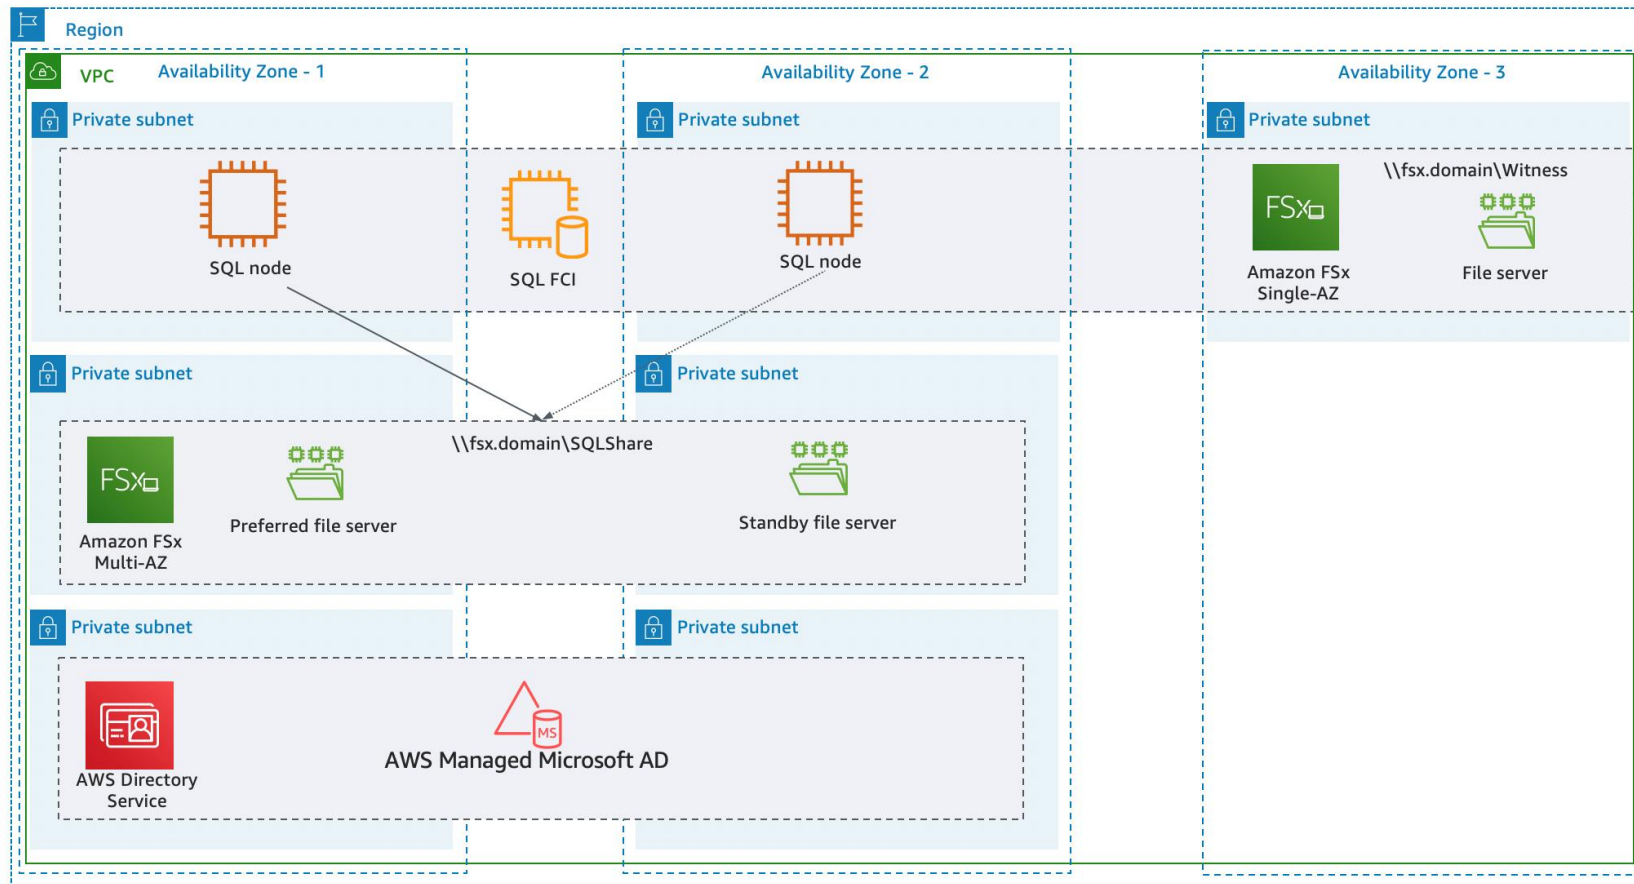 Region
VPC
Availability Zone - 1
Availability Zone - 2
Availability Zone - 3
Private subnet
Private subnet
Private subnet
SQL node
SQL FCI
SQL node
\\fsx.domain\Witness
FSx
Amazon FSx
Single-AZ
File server
Private subnet
Private subnet
\\fsx.domain\SQLShare
FSx
Amazon FSx
Multi-AZ
Preferred file server
Standby file server
Private subnet
Private subnet
AWS Directory
Service
MS
AWS Managed Microsoft AD